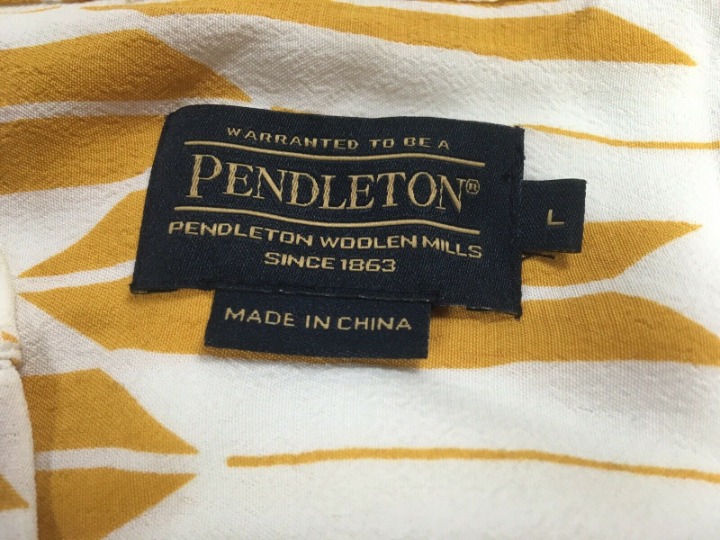 WARRANTED TO BE A
PENDLETON®
PENDLETON WOOLEN MILLS
SINCE 1863
L
MADE IN CHINA